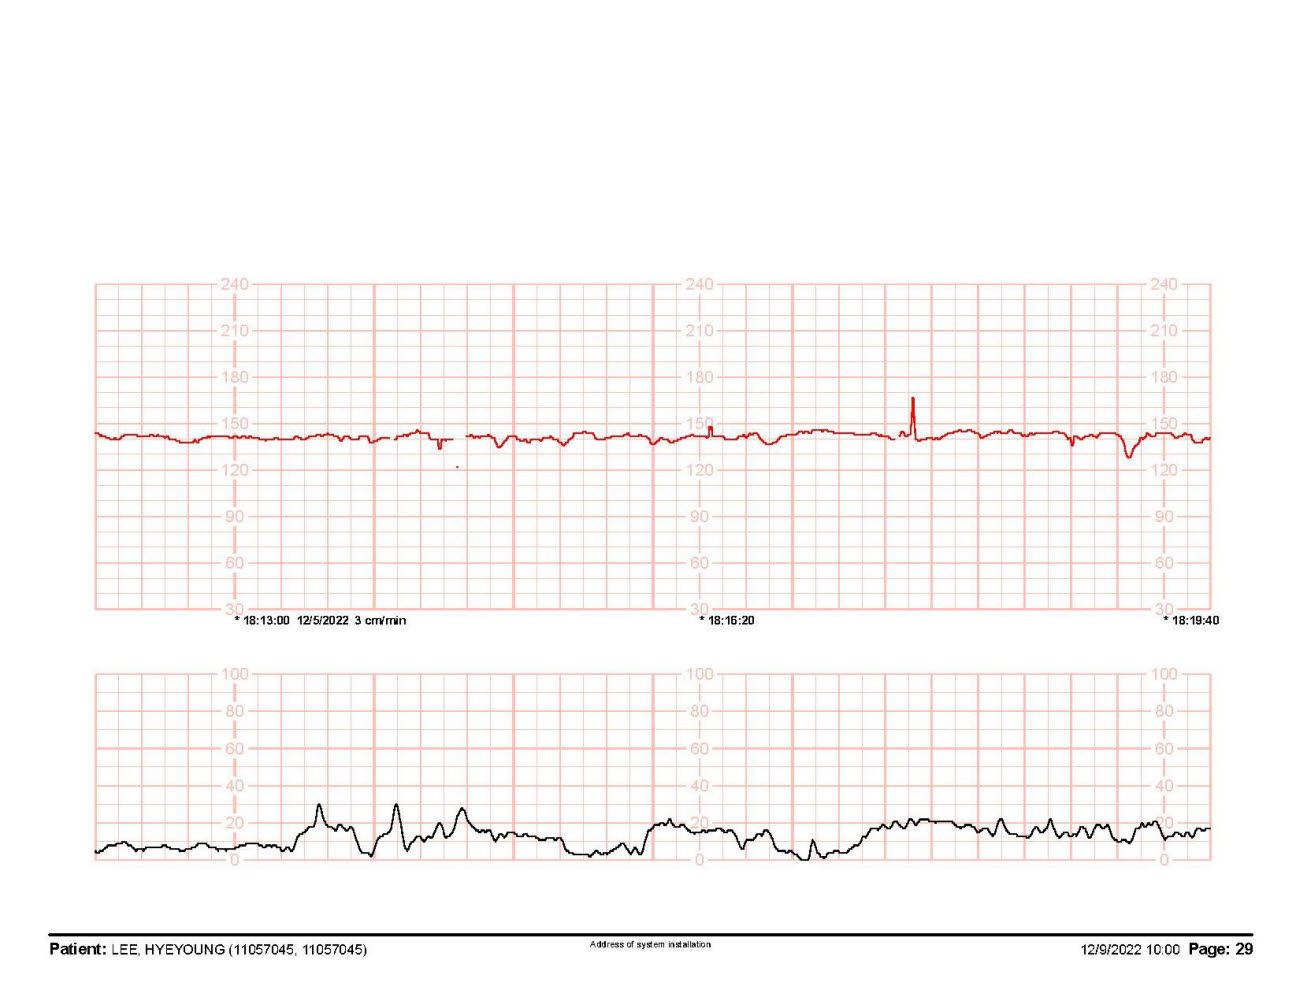 240 240 240
210 210 210
180 180 180
150 150 150
120 120 120
90 90 90
60 60 60
30 30 30
* 18:13:00 12/5/2022 3 cm/min * 18:16:20 * 18:19:40
100 100 100
80 80 80
60 60 60
40 40 40
20 20 20
0 0 0
Patient: LEE, HYEYOUNG (11057045, 11057045) Address of system installation 12/9/2022 10:00 Page: 29